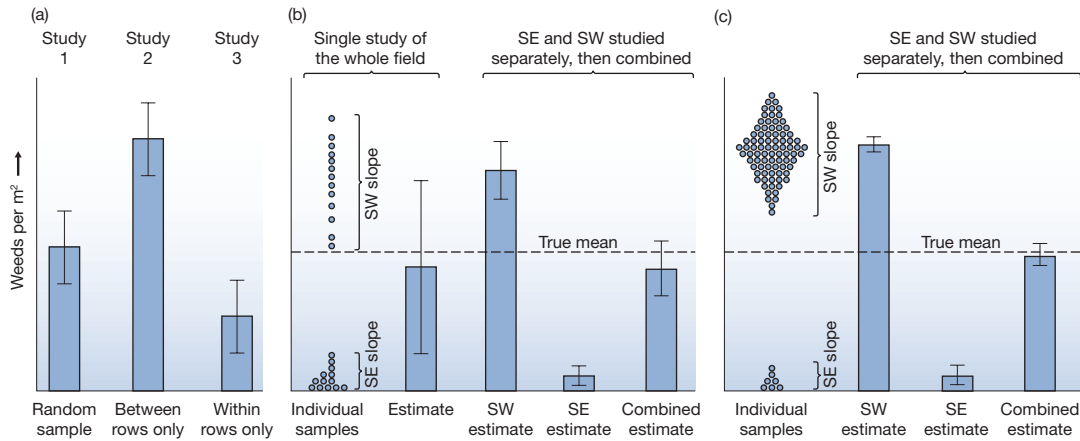 (a)
Study
1
Study
2
Study
3
Weeds per m²
Random
sample
Between
rows only
Within
rows only
(b)
Single study of
the whole field
SE and SW studied
separately, then combined
SW slope
SE slope
True mean
Individual
samples
Estimate
SW
estimate
SE
estimate
Combined
estimate
(c)
SE and SW studied
separately, then combined
SW slope
SE slope
True mean
Individual
samples
SW
estimate
SE
estimate
Combined
estimate